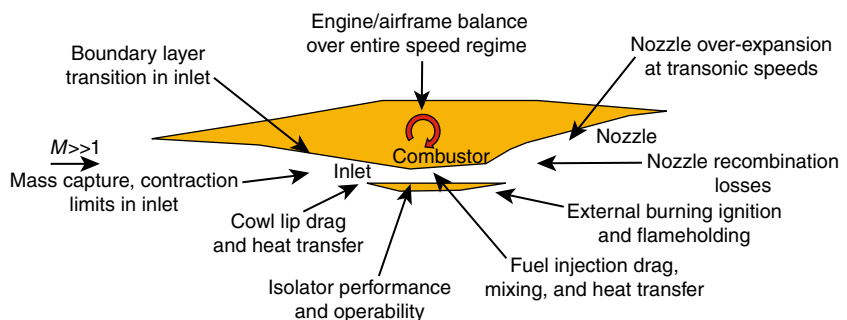 Engine/airframe balance
over entire speed regime
Boundary layer
transition in inlet
Nozzle over-expansion
at transonic speeds
M>>1
Combustor
Nozzle
Inlet
Mass capture, contraction
limits in inlet
Nozzle recombination
losses
Cowl lip drag
and heat transfer
External burning ignition
and flameholding
Isolator performance
and operability
Fuel injection drag,
mixing, and heat transfer